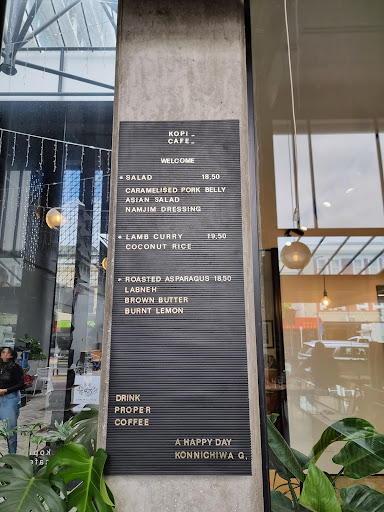 KOPI _
CAFE _
WELCOME
* SALAD 18,50
CARAMELISED PORK BELLY
ASIAN SALAD
NAMJIM DRESSING
* LAMB CURRY 19.50
COCONUT RICE
* ROASTED ASPARAGUS 18,50
LABNEH
BROWN BUTTER
BURNT LEMON
DRINK
PROPER
COFFEE
A HAPPY DAY
KONNICHIWA G,